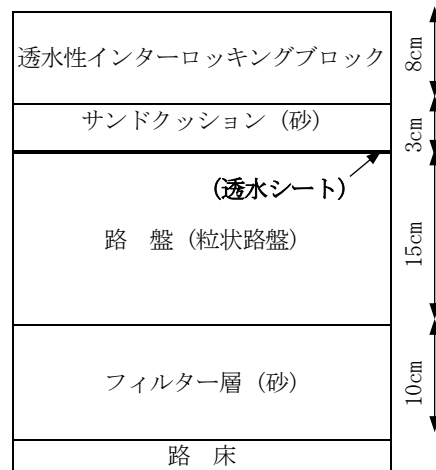 透水性インターロッキングブロック
8cm
サンドクッション（砂）
3cm
（透水シート）
路　盤（粒状路盤）
15cm
フィルター層（砂）
10cm
路　床